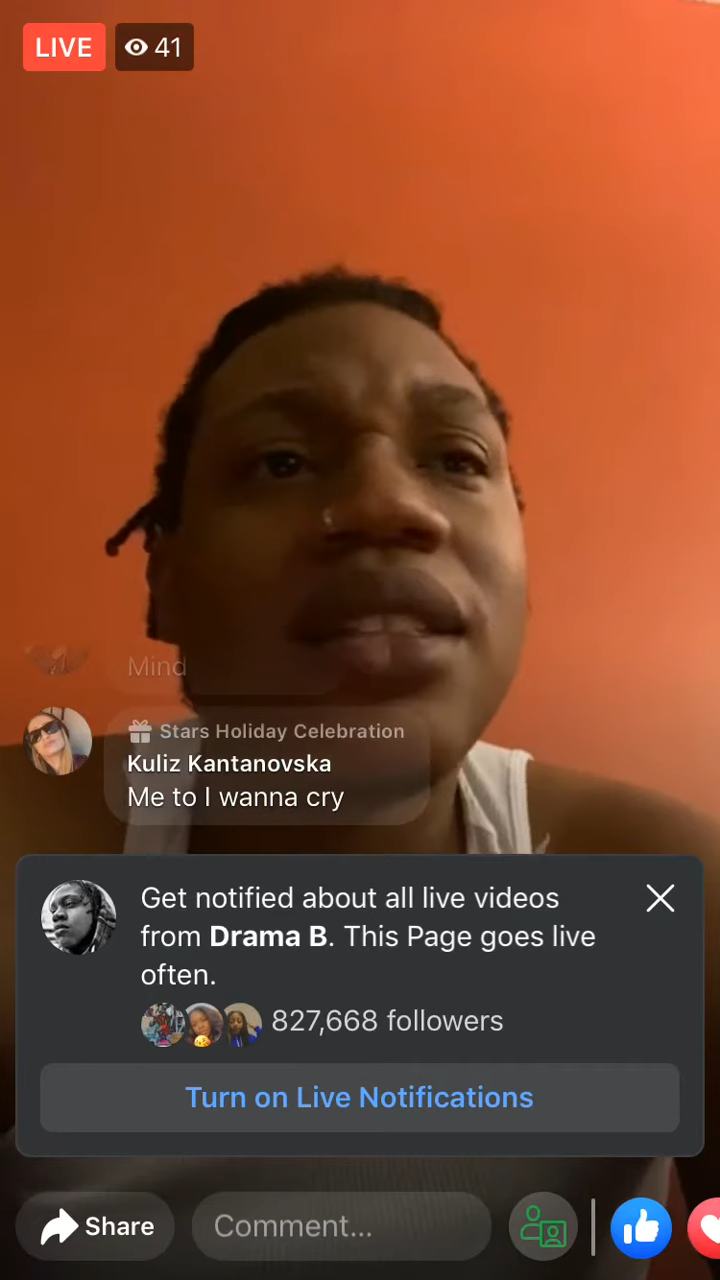 LIVE 41
Mind
Stars Holiday Celebration
Kuliz Kantanovska
Me to I wanna cry
Get notified about all live videos
from Drama B. This Page goes live
often.
827,668 followers
Turn on Live Notifications
Share Comment...